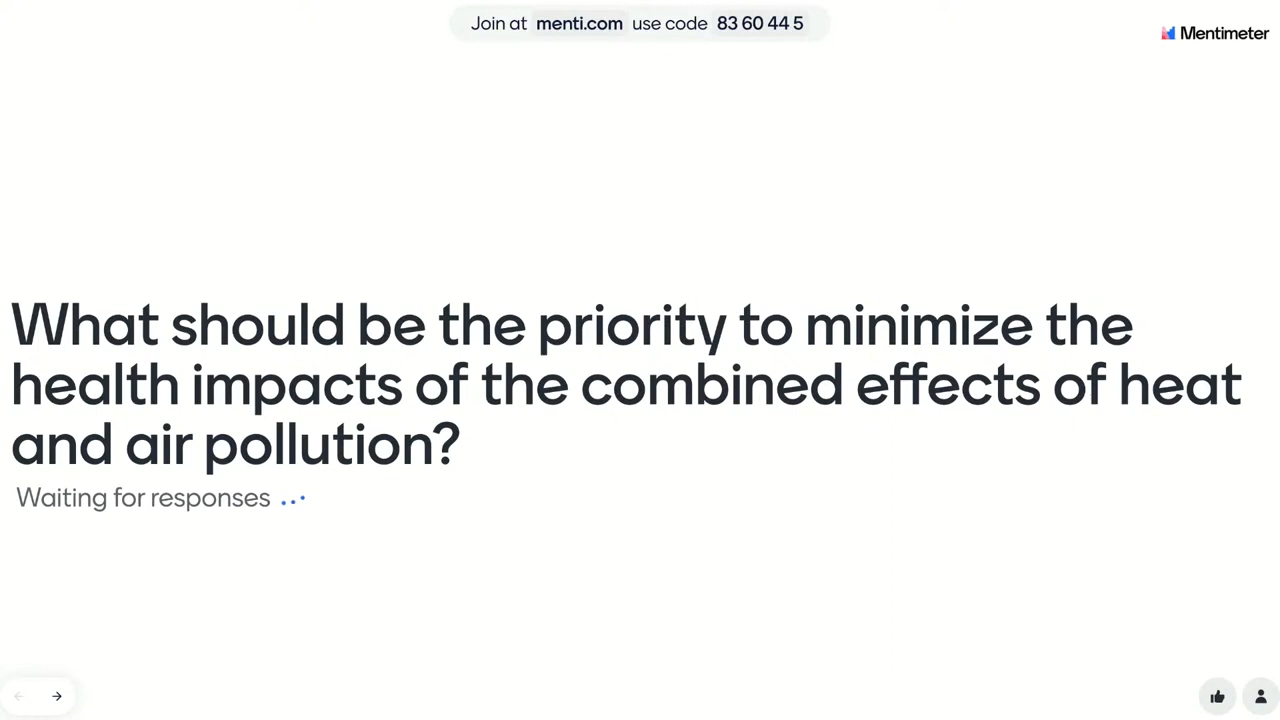 Join at menti.com use code 83 60 44 5
Mentimeter
What should be the priority to minimize the
health impacts of the combined effects of heat
and air pollution?
Waiting for responses